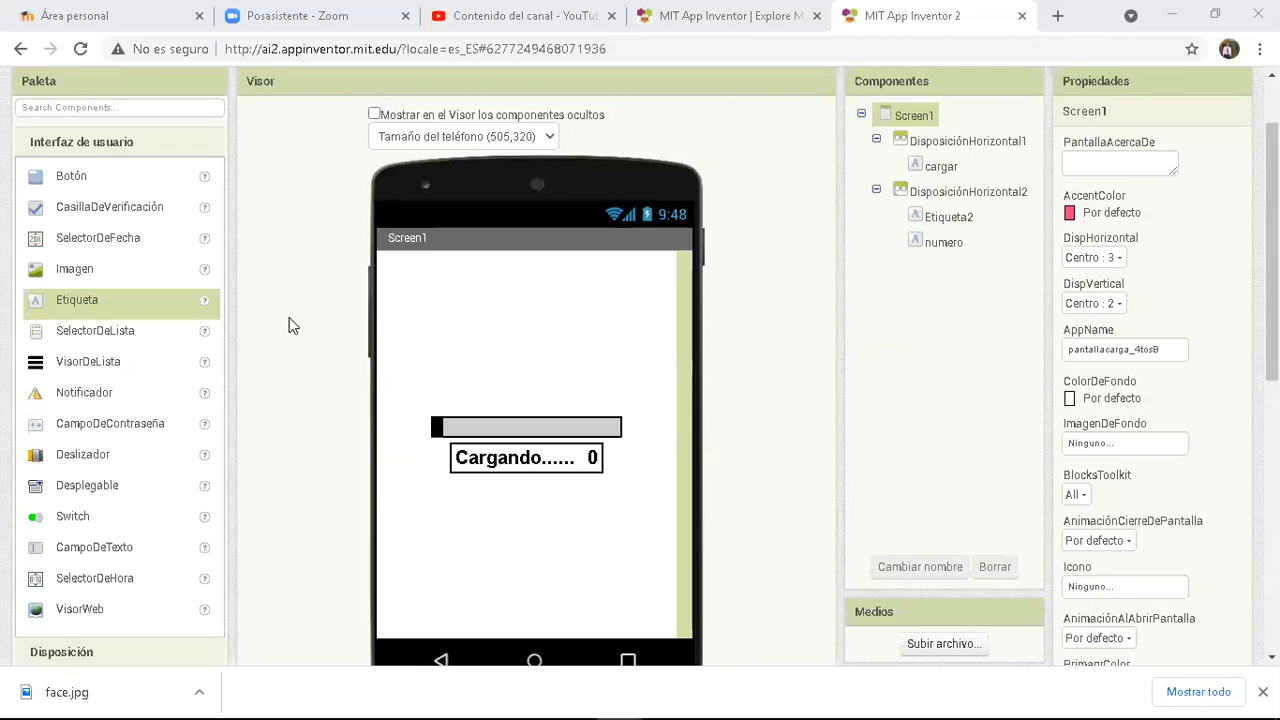 Área personal
Posasistente - Zoom
Contenido del canal - YouT
MIT App Inventor | Explore M
MIT App Inventor 2
No es seguro
http://ai2.appinventor.mit.edu/?locale=es_ES#6277249468071936
Paleta
Visor
Componentes
Propiedades
Search Components...
Interfaz de usuario
Botón ?
CasillaDeVerificación ?
SelectorDeFecha ?
Imagen ?
Etiqueta ?
SelectorDeLista ?
VisorDeLista ?
Notificador ?
CampoDeContraseña ?
Deslizador ?
Desplegable ?
Switch ?
CampoDeTexto ?
SelectorDeHora ?
VisorWeb ?
Disposición
Mostrar en el Visor los componentes ocultos
Tamaño del teléfono (505,320)
9:48
Screen1
Cargando...... 0
Screen1
DisposiciónHorizontal1
cargar
DisposiciónHorizontal2
Etiqueta2
numero
Cambiar nombre
Borrar
Medios
Subir archivo...
Screen1
PantallaAcercaDe
AccentColor
Por defecto
DispHorizontal
Centro : 3
DispVertical
Centro : 2
AppName
pantallacarga_4tosB
ColorDeFondo
Por defecto
ImagenDeFondo
Ninguno...
BlocksToolkit
All
AnimaciónCierreDePantalla
Por defecto
Icono
Ninguno...
AnimaciónAlAbrirPantalla
Por defecto
PrimaryColor
face.jpg
Mostrar todo